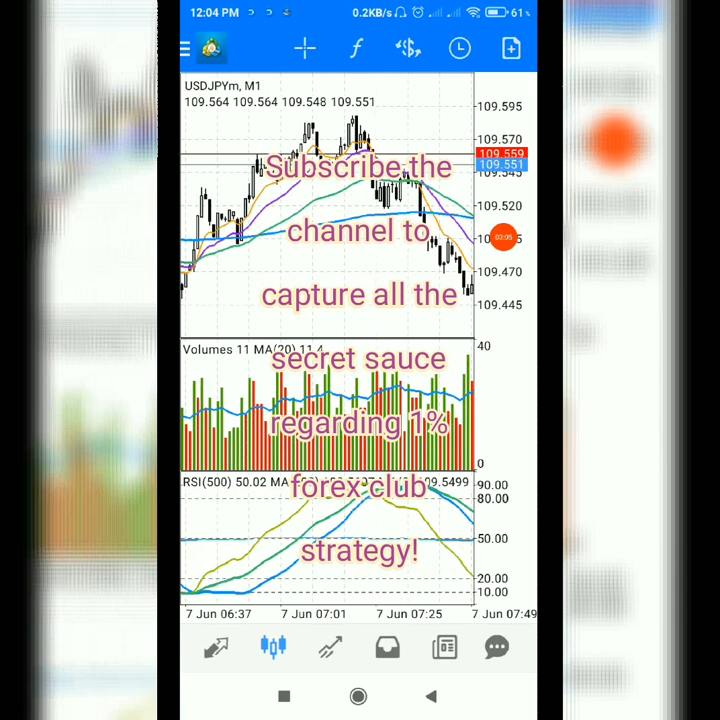 12:04 PM
0.2KB/s
61
USDJPYm, M1
109.564 109.564 109.548 109.551
109.595
109.570
109.559
109.551
109.545
109.520
03:05
109.470
109.445
Subscribe the
channel to
capture all the
secret sauce
regarding 1%
forex club
strategy!
Volumes 11 MA(20) 11.4
40
0
RSI(500) 50.02 MA
90.00
80.00
50.00
20.00
10.00
7 Jun 06:37
7 Jun 07:01
7 Jun 07:25
7 Jun 07:49